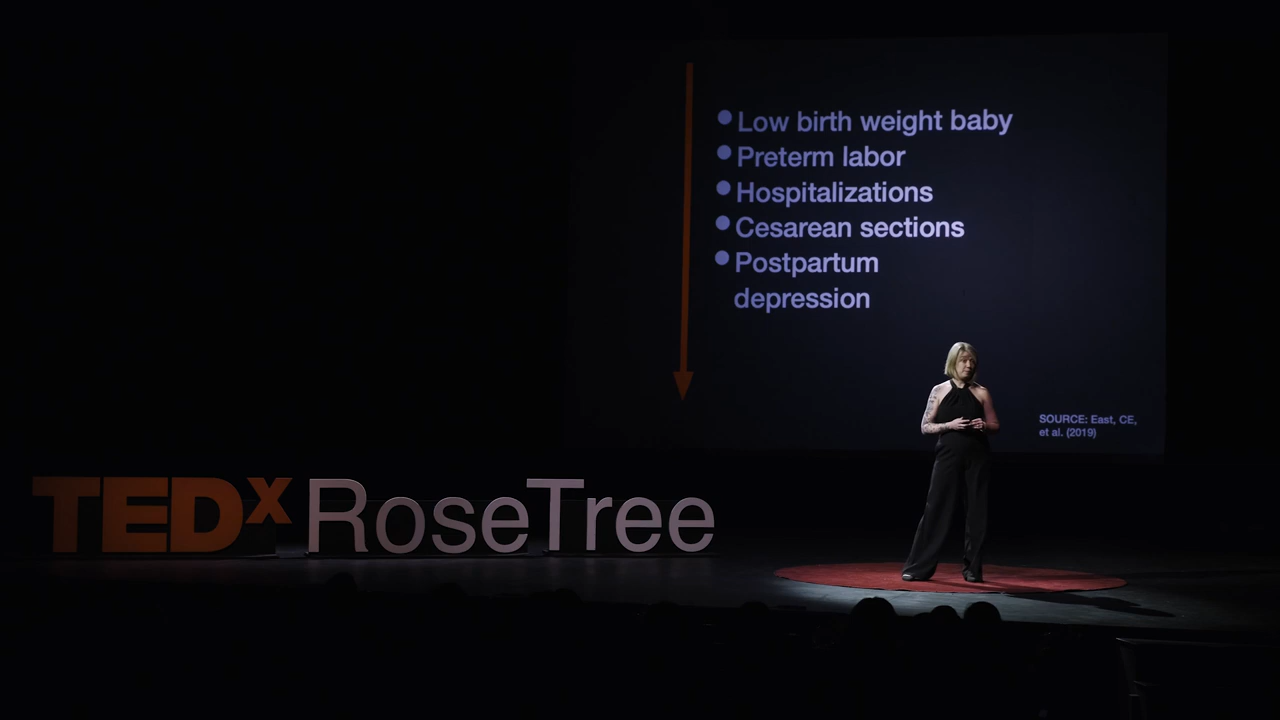 • Low birth weight baby
• Preterm labor
• Hospitalizations
• Cesarean sections
• Postpartum
depression
SOURCE: East, CE,
et al. (2019)
TEDx RoseTree